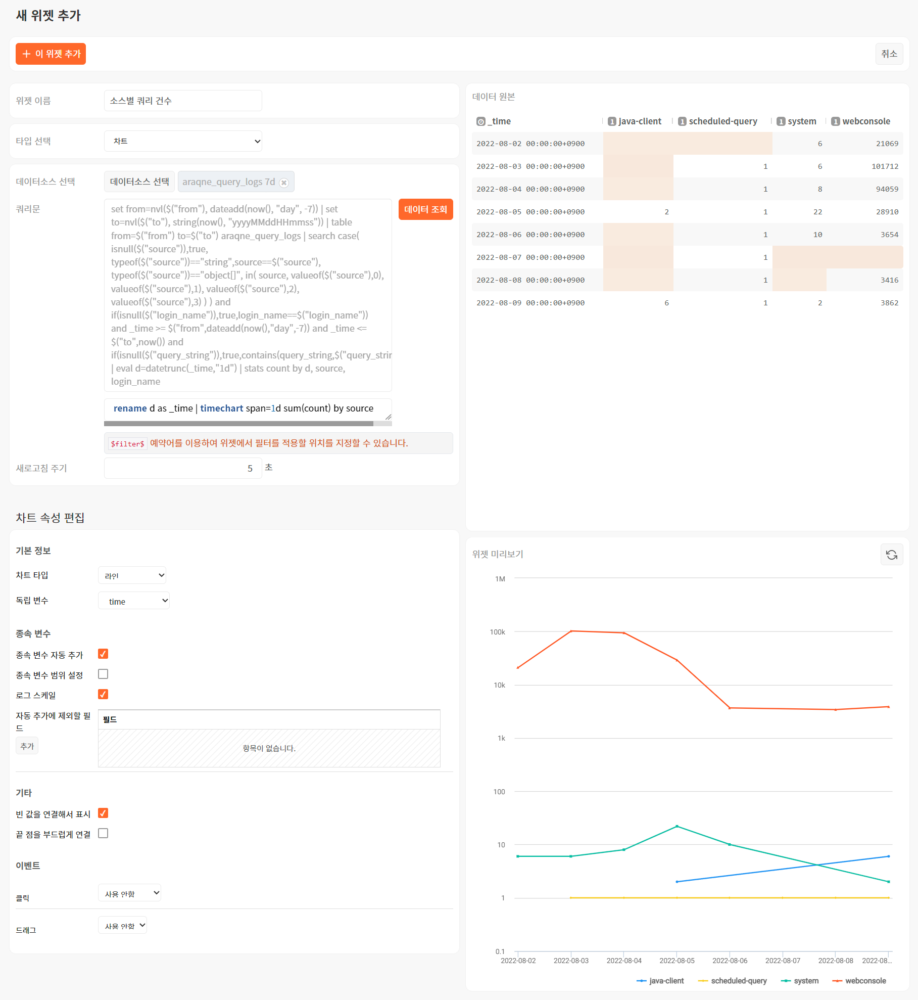 새 위젯 추가
이 위젯 추가
취소
위젯 이름
소스별 쿼리 건수
타입 선택
차트
데이터소스 선택
데이터소스 선택
araqne_query_logs 7d
쿼리문
set from=nvl($("from"), dateadd(now(), "day", -7)) | set
to=nvl($("to"), string(now(), "yyyyMMddHHmmss")) | table
from=$("from") to=$("to") araqne_query_logs | search case(
isnull($("source")),true,
typeof($("source"))=="string",source==$("source"),
typeof($("source"))=="object[]", in( source, valueof($("source"),0),
valueof($("source"),1), valueof($("source"),2),
valueof($("source"),3) ) ) and
if(isnull($("login_name")),true,login_name==$("login_name"))
and _time >= $("from",dateadd(now(),"day",-7)) and _time <=
$("to",now()) and
if(isnull($("query_string")),true,contains(query_string,$("query_strin
| eval d=datetrunc(_time,"1d") | stats count by d, source,
login_name
데이터 조회
rename d as _time | timechart span=1d sum(count) by source
$filter$ 예약어를 이용하여 위젯에서 필터를 적용할 위치를 지정할 수 있습니다.
새로고침 주기
5 초
데이터 원본
_time 1 java-client 1 scheduled-query 1 system 1 webconsole
2022-08-02 00:00:00+0900 6 21069
2022-08-03 00:00:00+0900 1 6 101712
2022-08-04 00:00:00+0900 1 8 94059
2022-08-05 00:00:00+0900 2 1 22 28910
2022-08-06 00:00:00+0900 1 10 3654
2022-08-07 00:00:00+0900 1
2022-08-08 00:00:00+0900 1 3416
2022-08-09 00:00:00+0900 6 1 2 3862
차트 속성 편집
기본 정보
차트 타입
라인
독립 변수
time
종속 변수
종속 변수 자동 추가
종속 변수 범위 설정
로그 스케일
자동 추가에 제외할 필
드
추가
필드
항목이 없습니다.
기타
빈 값을 연결해서 표시
끝 점을 부드럽게 연결
이벤트
클릭
사용 안함
드래그
사용 안함
위젯 미리보기
1M
100k
10k
1k
100
10
1
0.1
2022-08-02 2022-08-03 2022-08-04 2022-08-05 2022-08-06 2022-08-07 2022-08-08 2022-08...
java-client scheduled-query system webconsole